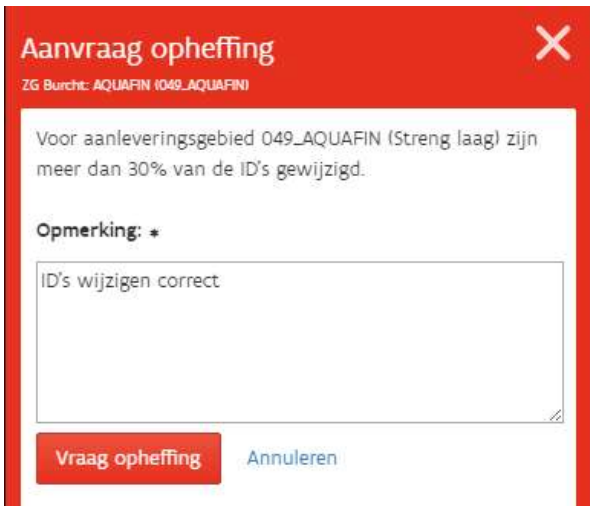 Aanvraag opheffing
ZG Burcht: AQUAFIN (049_AQUAFIN)
Voor aanleveringsgebied 049_AQUAFIN (Streng laag) zijn
meer dan 30% van de ID's gewijzigd.
Opmerking: *
ID's wijzigen correct
Vraag opheffing Annuleren